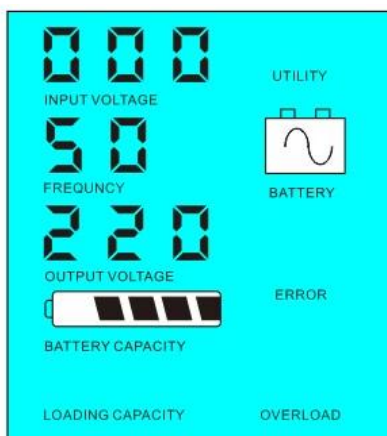 000
UTILITY
INPUT VOLTAGE
50
FREQUNCY
BATTERY
220
OUTPUT VOLTAGE
ERROR
BATTERY CAPACITY
LOADING CAPACITY
OVERLOAD